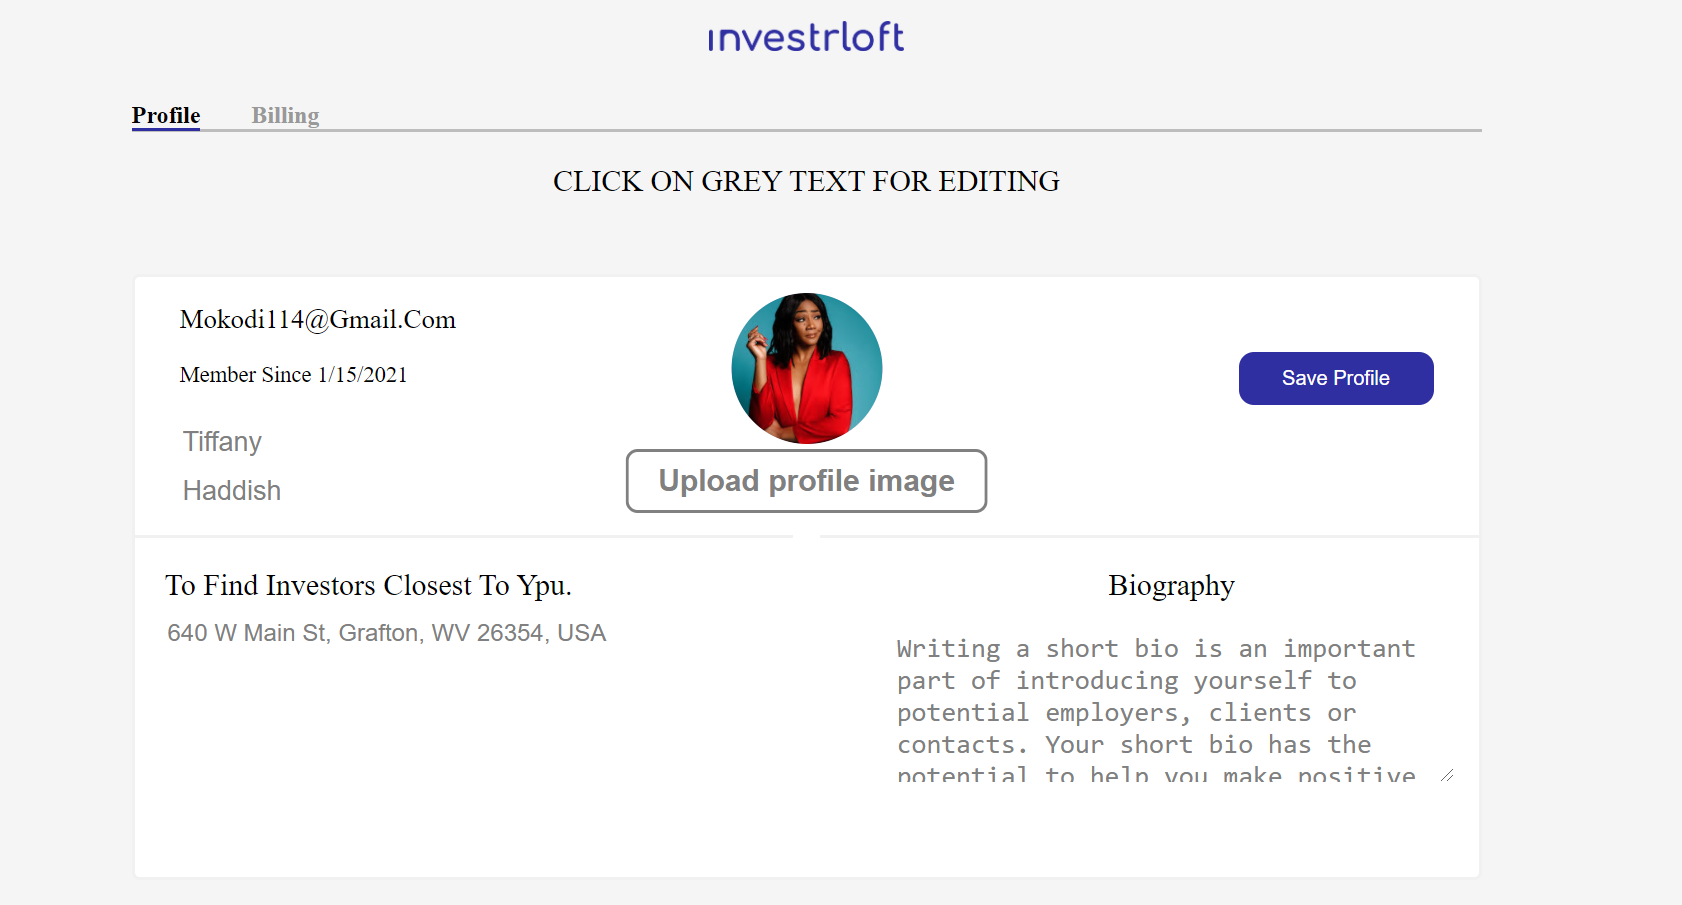 investrloft
Profile Billing
CLICK ON GREY TEXT FOR EDITING
Mokodi114@Gmail.Com
Member Since 1/15/2021
Save Profile
Tiffany
Haddish
Upload profile image
To Find Investors Closest To Ypu.
640 W Main St, Grafton, WV 26354, USA
Biography
Writing a short bio is an important
part of introducing yourself to
potential employers, clients or
contacts. Your short bio has the
potential to help you make positive